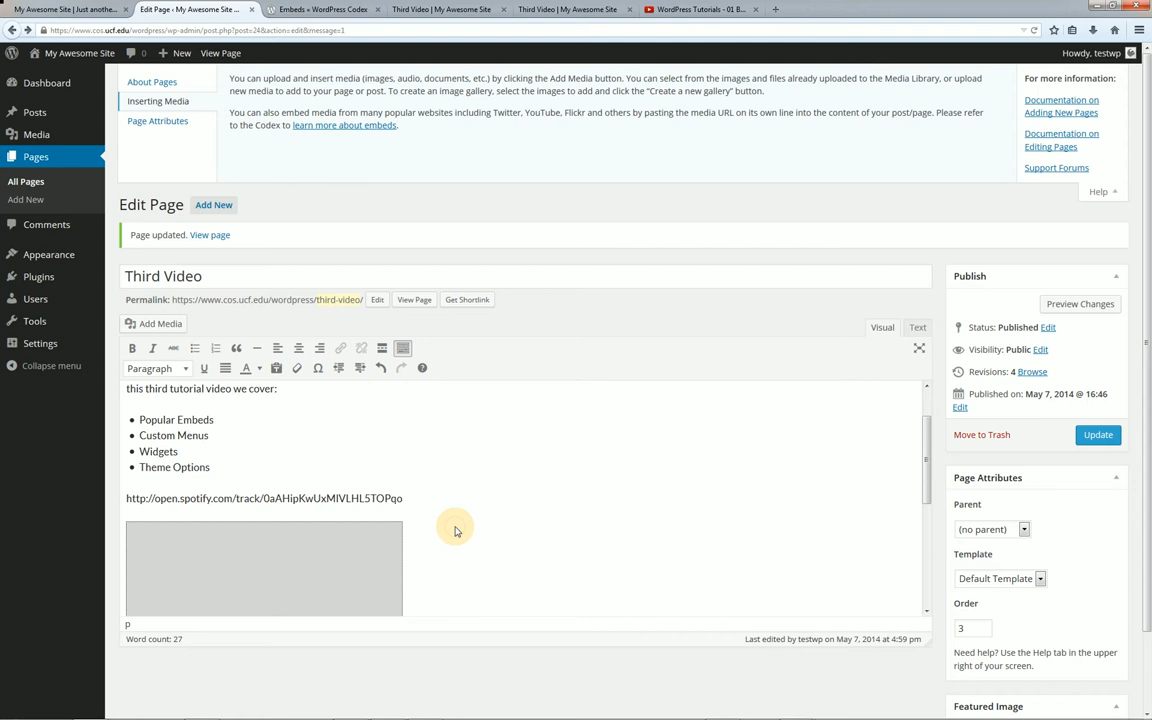 My Awesome Site | Just anothe...
Edit Page ‹ My Awesome Site ...
Embeds « WordPress Codex
Third Video | My Awesome Site
Third Video | My Awesome Site
WordPress Tutorials - 01 B...
https://www.cos.ucf.edu/wordpress/wp-admin/post.php?post=24&action=edit&message=1
My Awesome Site
0
New
View Page
Howdy, testwp
Dashboard
Posts
Media
Pages
All Pages
Add New
Comments
Appearance
Plugins
Users
Tools
Settings
Collapse menu
About Pages
Inserting Media
Page Attributes
You can upload and insert media (images, audio, documents, etc.) by clicking the Add Media button. You can select from the images and files already uploaded to the Media Library, or upload
new media to add to your page or post. To create an image gallery, select the images to add and click the "Create a new gallery" button.
You can also embed media from many popular websites including Twitter, YouTube, Flickr and others by pasting the media URL on its own line into the content of your post/page. Please refer
to the Codex to learn more about embeds.
For more information:
Documentation on
Adding New Pages
Documentation on
Editing Pages
Support Forums
Help
Edit Page
Add New
Page updated. View page
Third Video
Permalink: https://www.cos.ucf.edu/wordpress/third-video/
Edit
View Page
Get Shortlink
Add Media
Visual
Text
Paragraph
this third tutorial video we cover:
Popular Embeds
Custom Menus
Widgets
Theme Options
http://open.spotify.com/track/0aAHipKwUxMIVLHL5TOPqo
p
Word count: 27
Last edited by testwp on May 7, 2014 at 4:59 pm
Publish
Preview Changes
Status: Published Edit
Visibility: Public Edit
Revisions: 4 Browse
Published on: May 7, 2014 @ 16:46
Edit
Move to Trash
Update
Page Attributes
Parent
(no parent)
Template
Default Template
Order
3
Need help? Use the Help tab in the upper
right of your screen.
Featured Image